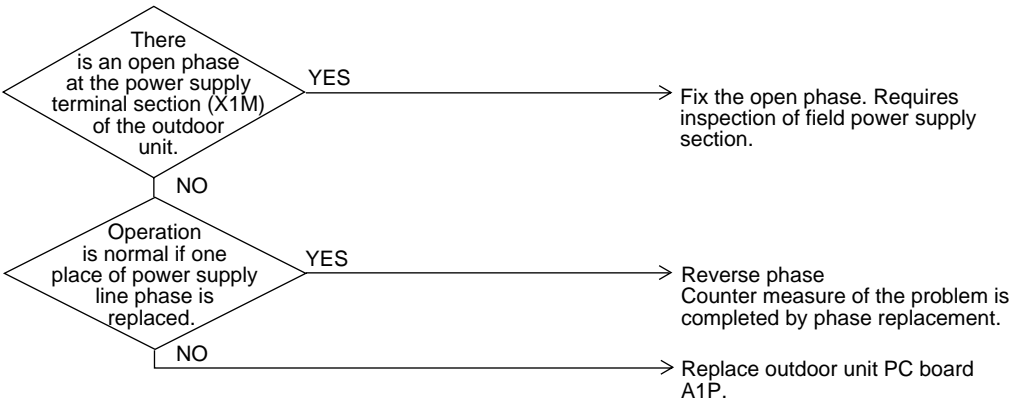 There
is an open phase
at the power supply
terminal section (X1M)
of the outdoor
unit.
YES
Fix the open phase. Requires
inspection of field power supply
section.
NO
Operation
is normal if one
place of power supply
line phase is
replaced.
YES
Reverse phase
Counter measure of the problem is
completed by phase replacement.
NO
Replace outdoor unit PC board
A1P.